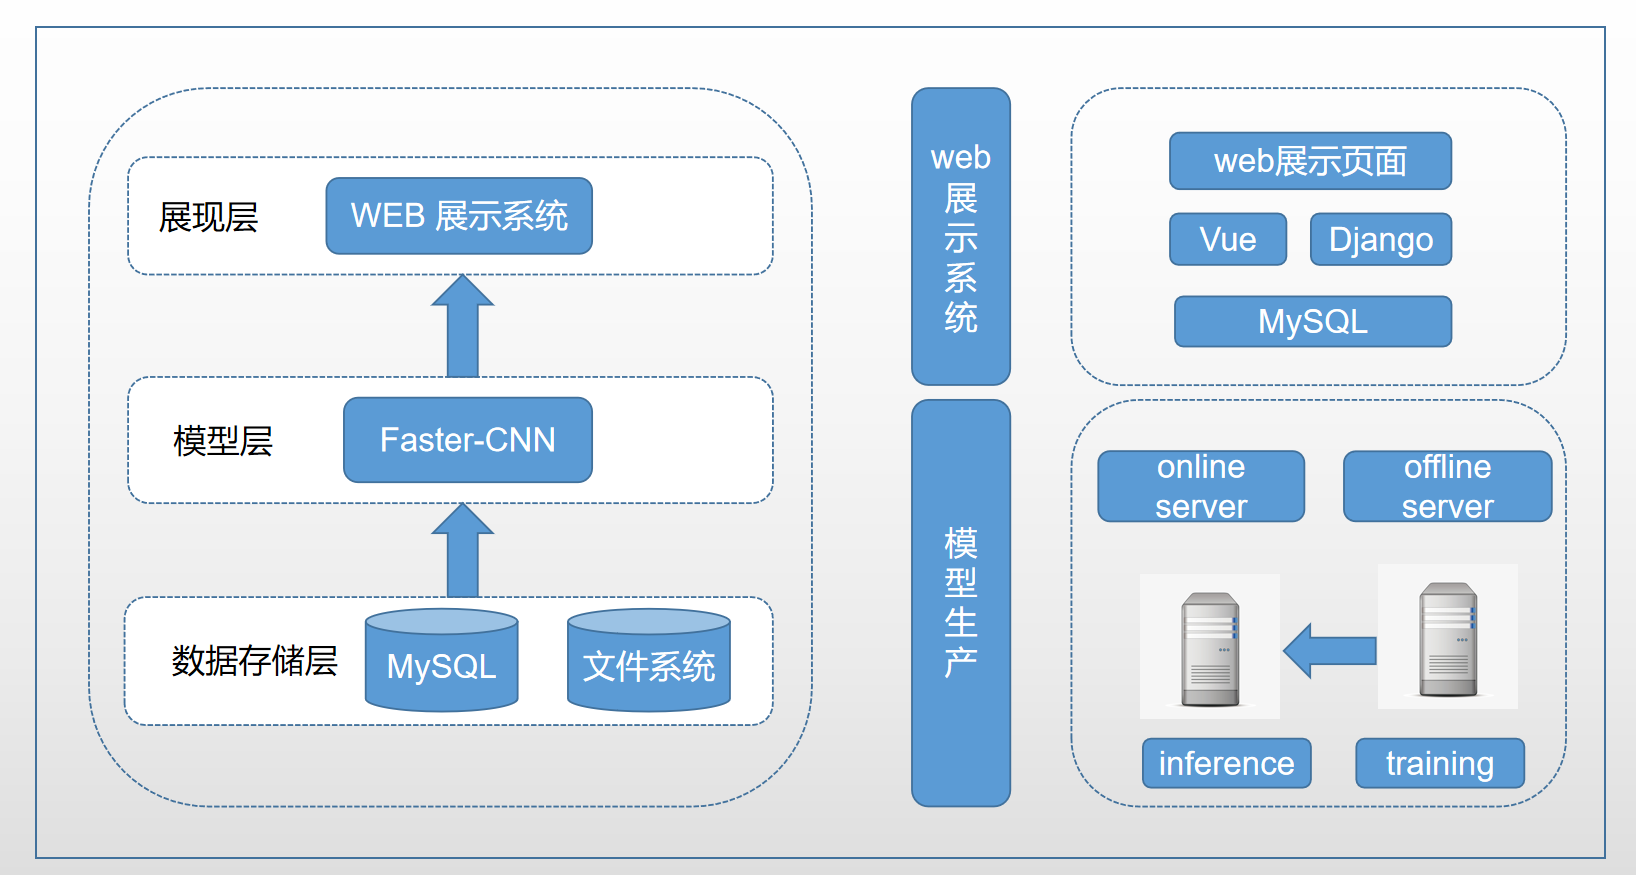 展现层
WEB 展示系统
模型层
Faster-CNN
数据存储层
MySQL
文件系统
web
展
示
系
统
模
型
生
产
web展示页面
Vue
Django
MySQL
online
server
offline
server
inference
training